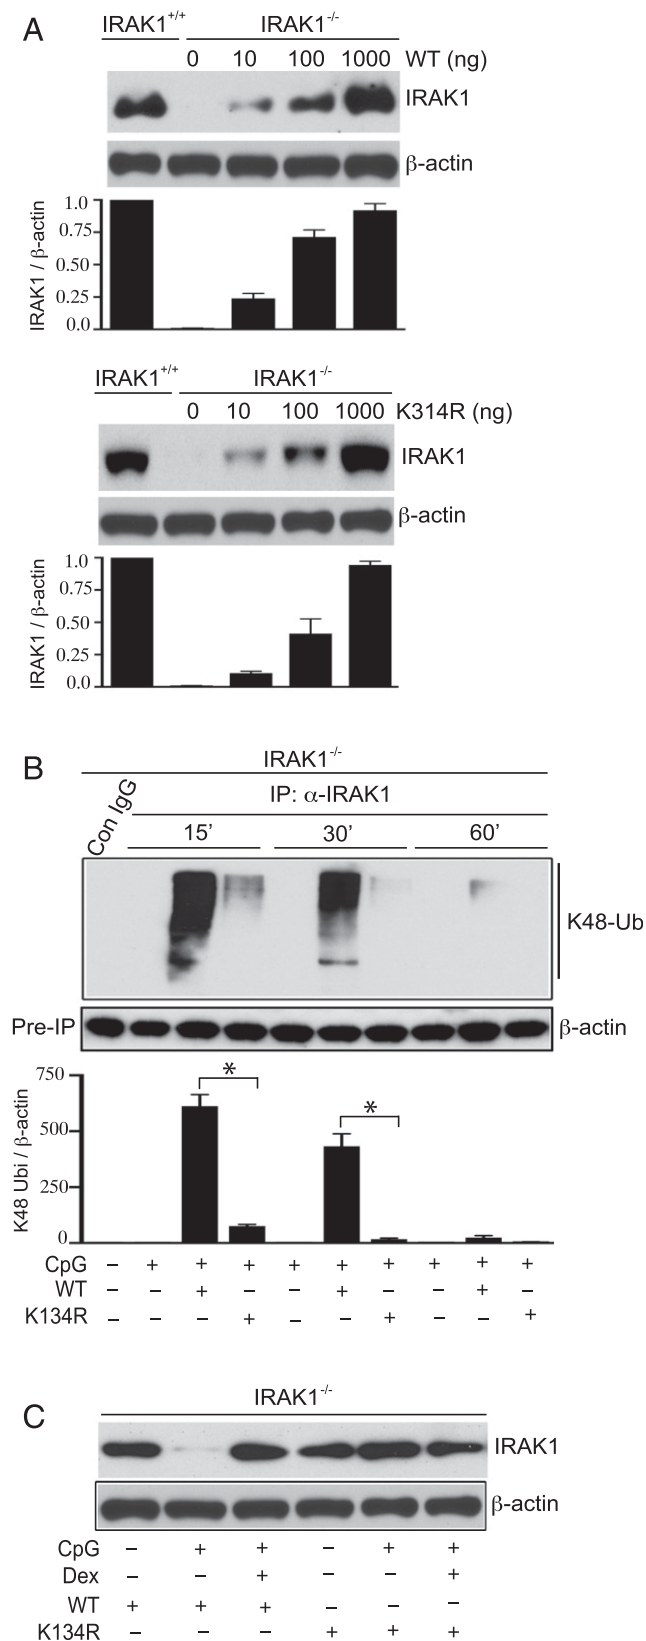 A
IRAK1+/+ IRAK1-/-
0 10 100 1000 WT (ng)
IRAK1
β-actin
1.0
0.75
0.50
0.25
0.0
IRAK1 / β-actin
IRAK1+/+ IRAK1-/-
0 10 100 1000 K314R (ng)
IRAK1
β-actin
1.0
0.75
0.50
0.25
0.0
IRAK1 / β-actin
B
IRAK1-/-
Con IgG
IP: α-IRAK1
15' 30' 60'
K48-Ub
Pre-IP β-actin
750
500
250
0
K48 Ubi / β-actin
* *
CpG – + + + + + + + + +
WT – – + – – + – – + –
K134R – – – + – – + – – +
C
IRAK1-/-
IRAK1
β-actin
CpG – + + – + +
Dex – – + – – +
WT + + + – – –
K134R – – – + + +